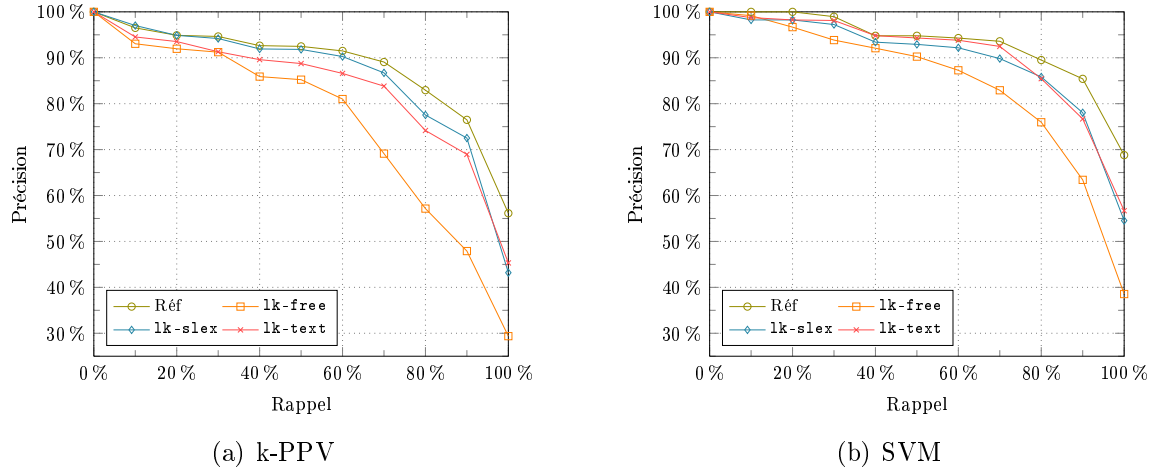 100 %
90 %
80 %
70 %
60 %
50 %
40 %
30 %
Précision
Réf
lk-free
lk-slex
lk-text
0 %
20 %
40 %
60 %
80 %
100 %
Rappel
(a) k-PPV
100 %
90 %
80 %
70 %
60 %
50 %
40 %
30 %
Précision
Réf
lk-free
lk-slex
lk-text
0 %
20 %
40 %
60 %
80 %
100 %
Rappel
(b) SVM